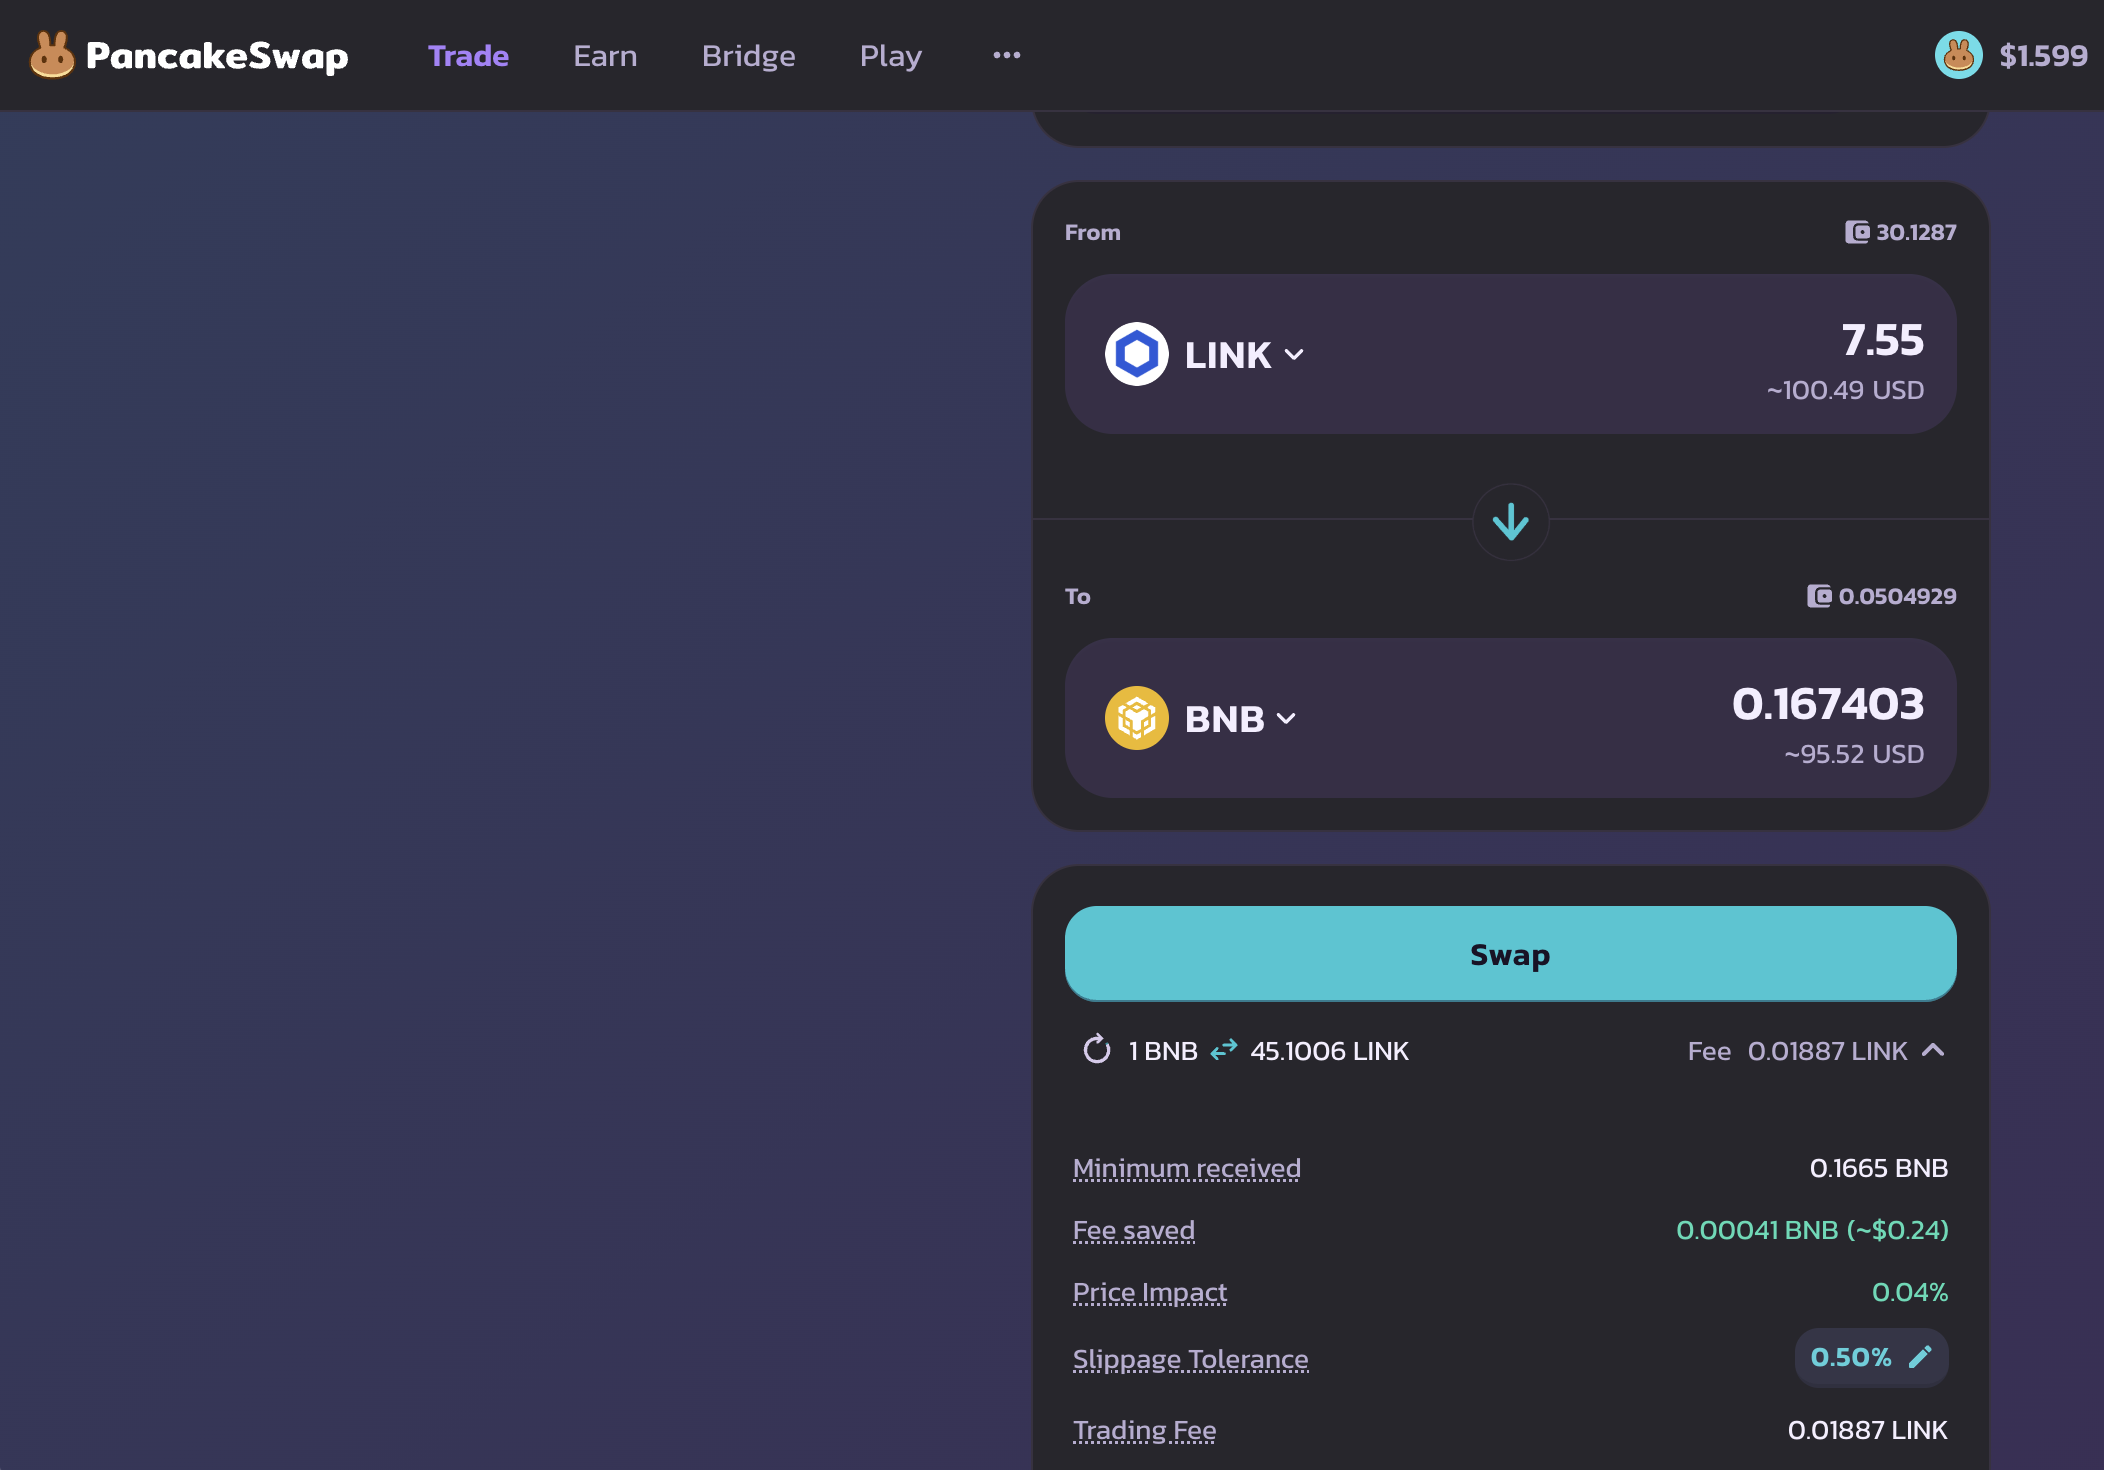 PancakeSwap Trade Earn Bridge Play ... $1.599
From 30.1287
LINK 7.55
~100.49 USD
To 0.0504929
BNB 0.167403
~95.52 USD
Swap
1 BNB 45.1006 LINK Fee 0.01887 LINK
Minimum received 0.1665 BNB
Fee saved 0.00041 BNB (~$0.24)
Price Impact 0.04%
Slippage Tolerance 0.50%
Trading Fee 0.01887 LINK